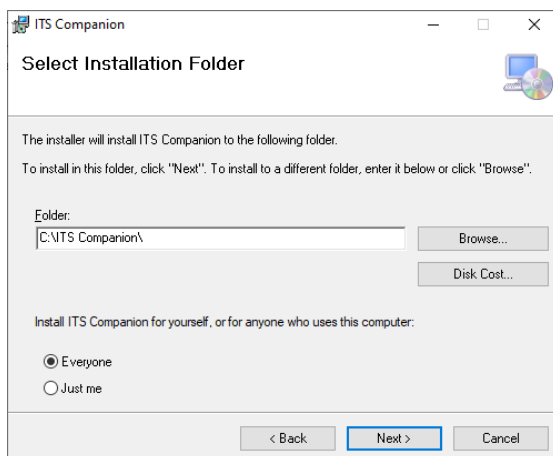 ITS Companion
Select Installation Folder
The installer will install ITS Companion to the following folder.
To install in this folder, click "Next". To install to a different folder, enter it below or click "Browse".
Folder:
C:\ITS Companion\
Browse...
Disk Cost...
Install ITS Companion for yourself, or for anyone who uses this computer:
Everyone
Just me
< Back
Next >
Cancel